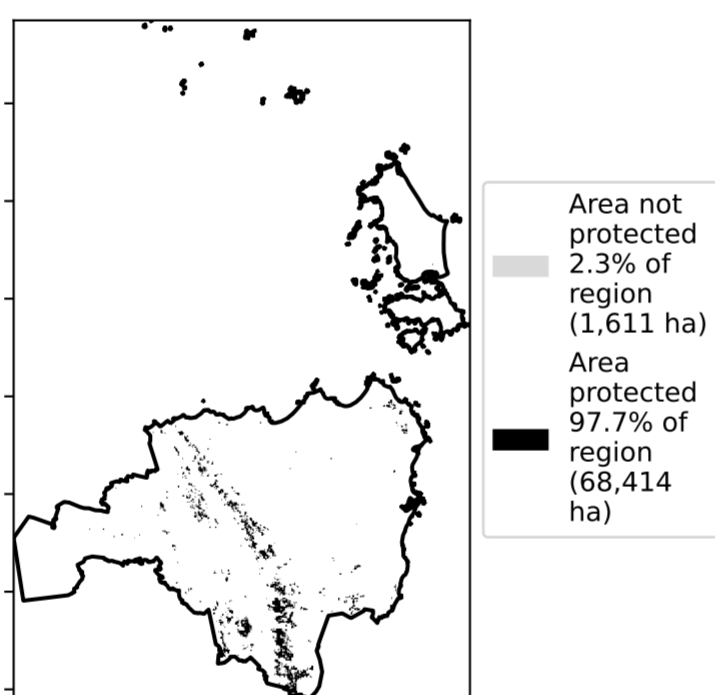 Area not
protected
2.3% of
region
(1,611 ha)
Area
protected
97.7% of
region
(68,414
ha)